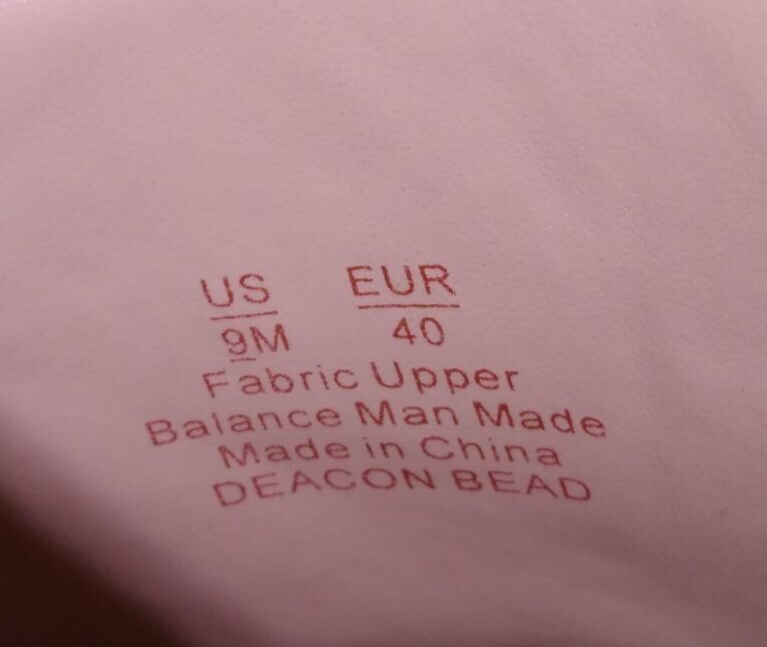 US EUR
9M 40
Fabric Upper
Balance Man Made
Made in China
DEACON BEAD